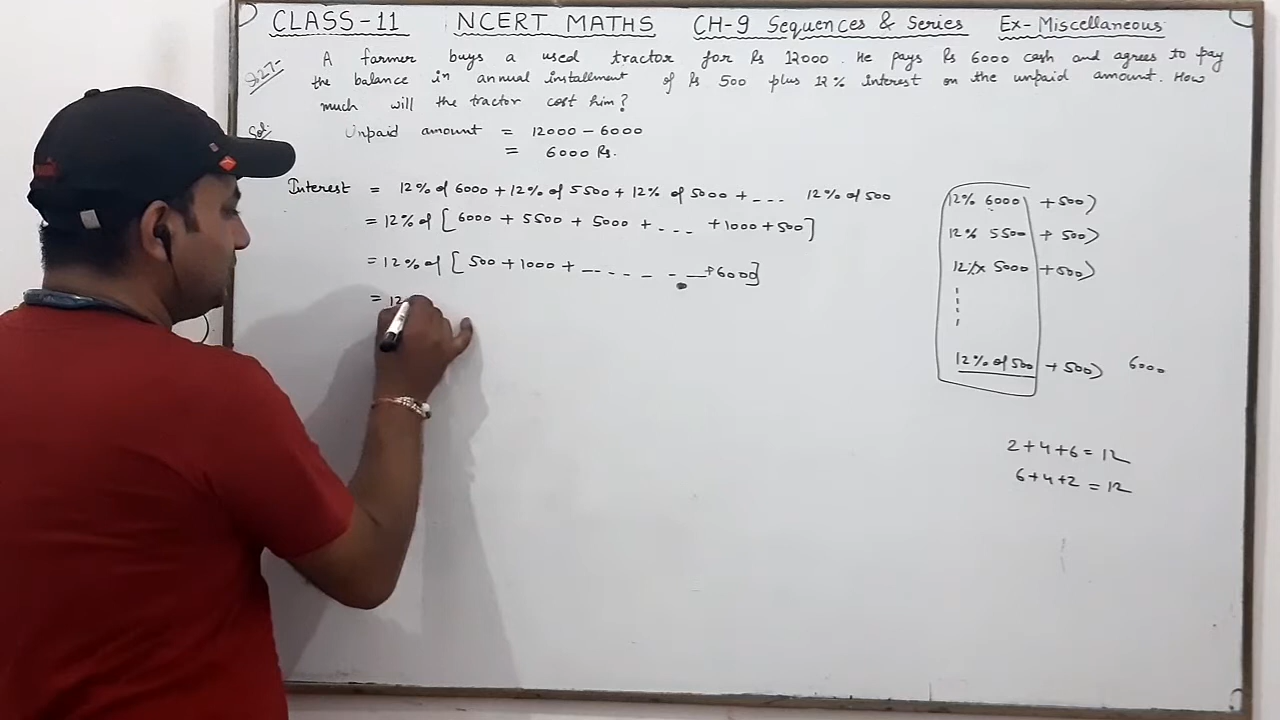 CLASS-11 NCERT MATHS CH-9 Sequences & Series Ex-Miscellaneous
Q.27- A farmer buys a used tractor for Rs 12000. He pays Rs 6000 cash and agrees to pay
the balance in annual installment of Rs 500 plus 12% interest on the unpaid amount. How
much will the tractor cost him?
Sol: Unpaid amount = 12000 - 6000
= 6000 Rs.
Interest = 12% of 6000 + 12% of 5500 + 12% of 5000 + --- 12% of 500
= 12% of [6000 + 5500 + 5000 + --- +1000+500]
= 12% of [500 + 1000 + ------- +6000]
= 12
12% 6000 + 500)
12% 5500 + 500)
12% x 5000 + 500)
12% of 500 + 500) 6000
2 + 4 + 6 = 12
6 + 4 + 2 = 12